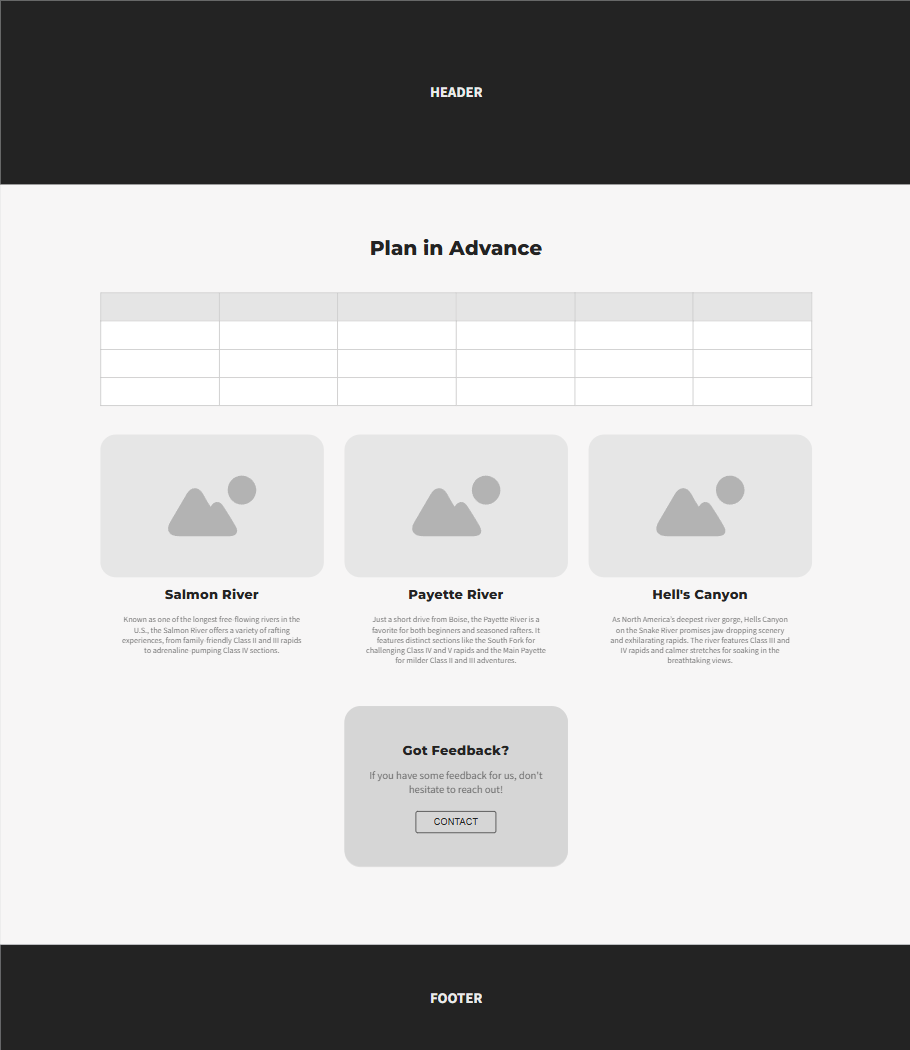 HEADER
Plan in Advance
Salmon River
Known as one of the longest free-flowing rivers in the
U.S., the Salmon River offers a variety of rafting
experiences, from family-friendly Class II and III rapids
to adrenaline-pumping Class IV sections.
Payette River
Just a short drive from Boise, the Payette River is a
favorite for both beginners and seasoned rafters. It
features distinct sections like the South Fork for
challenging Class IV and V rapids and the Main Payette
for milder Class II and III adventures.
Hell's Canyon
As North America's deepest river gorge, Hells Canyon
on the Snake River promises jaw-dropping scenery
and exhilarating rapids. The river features Class III and
IV rapids and calmer stretches for soaking in the
breathtaking views.
Got Feedback?
If you have some feedback for us, don't
hesitate to reach out!
CONTACT
FOOTER